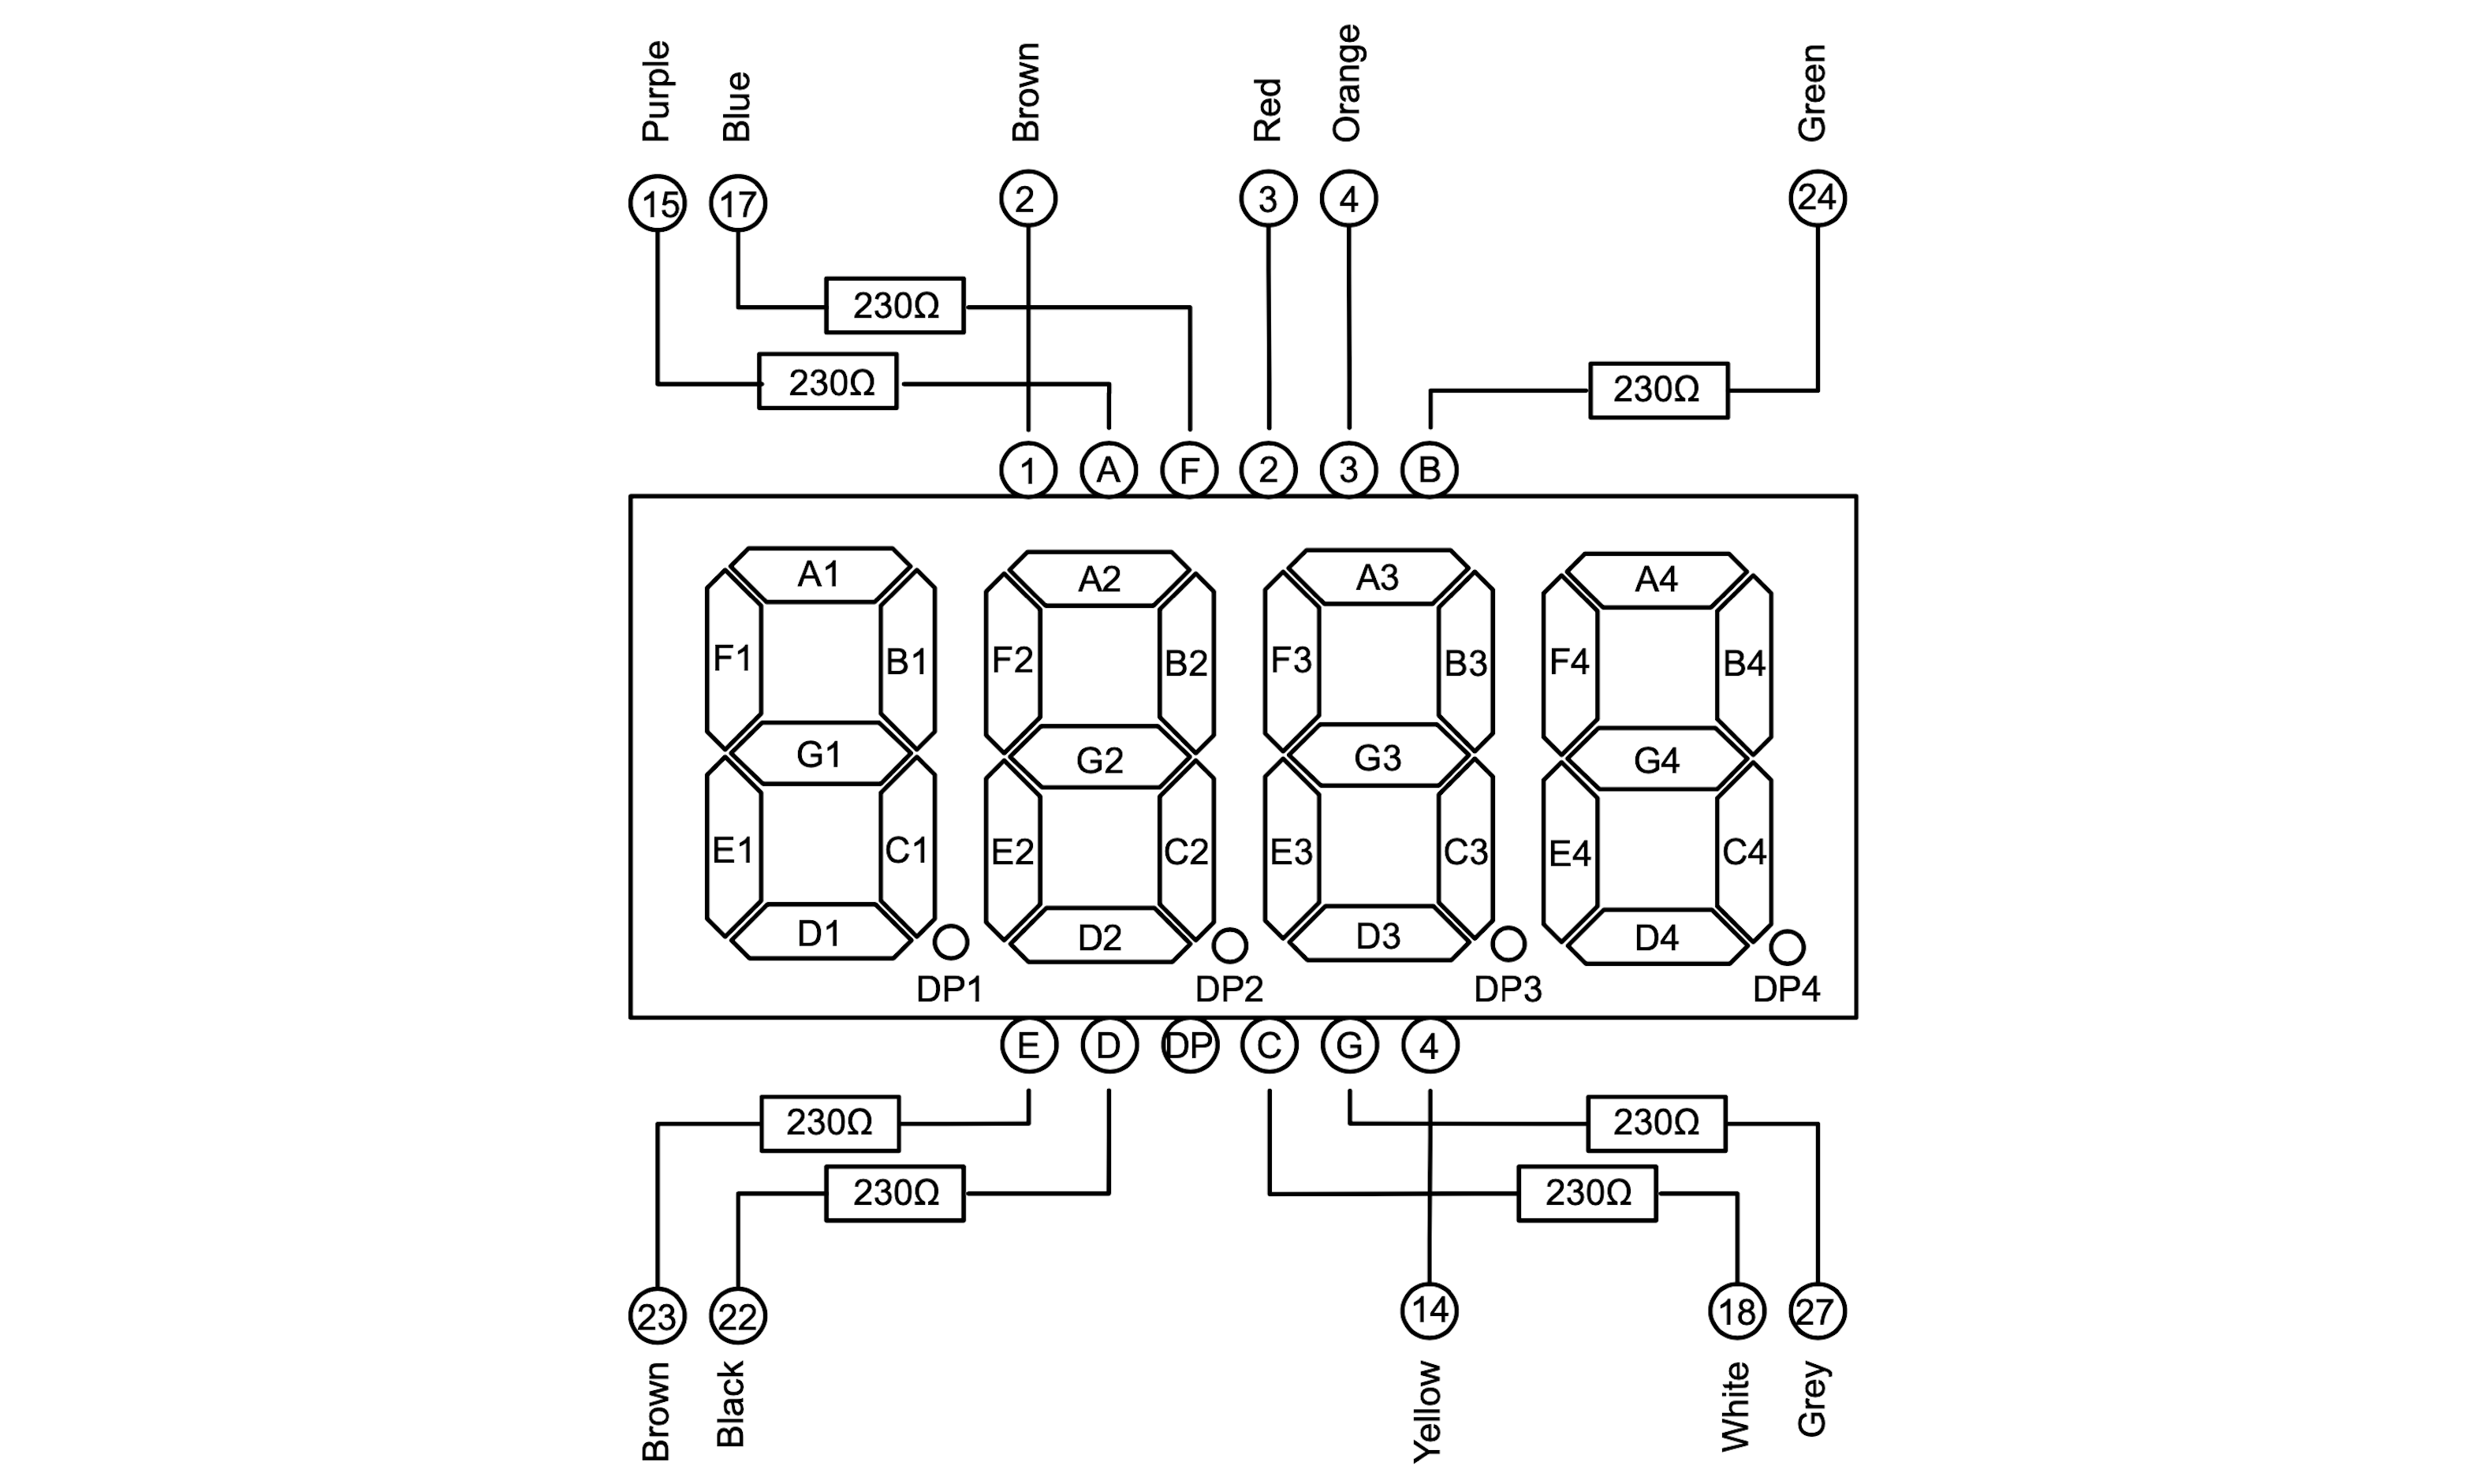 Purple Blue Brown Red Orange Green
15 17 2 3 4 24
230Ω
230Ω 230Ω
1 A F 2 3 B
A1 A2 A3 A4
F1 B1 F2 B2 F3 B3 F4 B4
G1 G2 G3 G4
E1 C1 E2 C2 E3 C3 E4 C4
D1 D2 D3 D4
DP1 DP2 DP3 DP4
E D DP C G 4
230Ω 230Ω
230Ω 230Ω
23 22 14 18 27
Brown Black Yellow White Grey